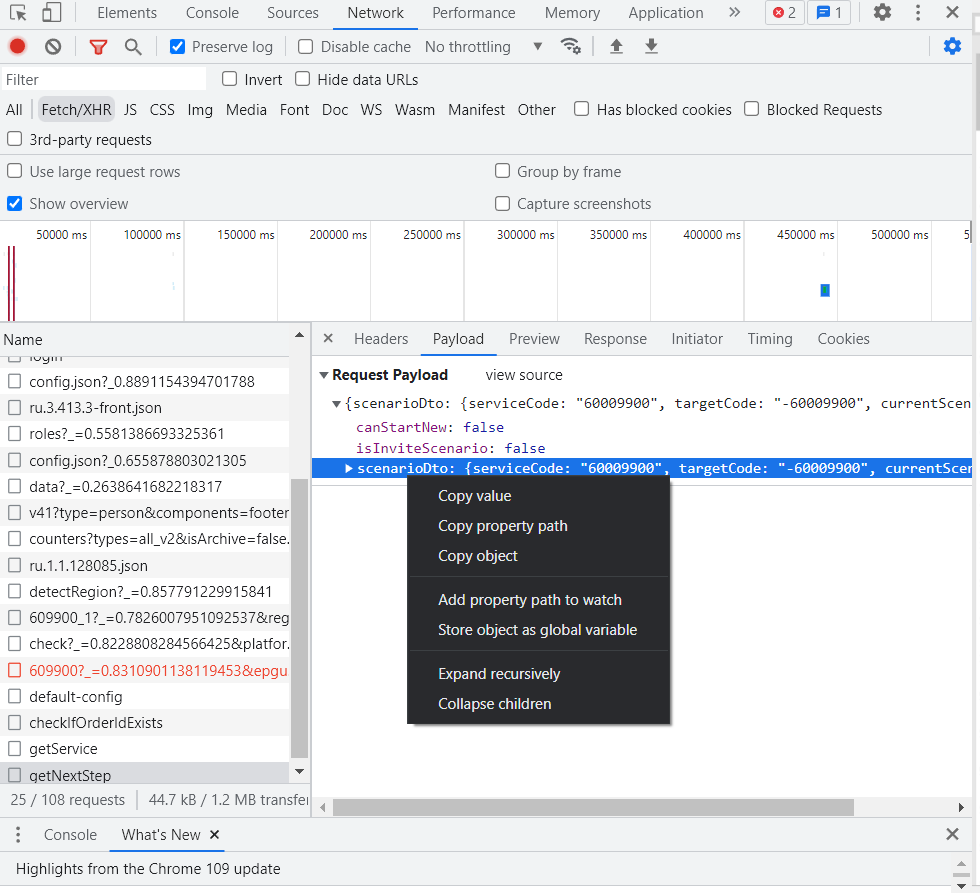 Elements Console Sources Network Performance Memory Application » 2 1
Preserve log Disable cache No throttling
Filter Invert Hide data URLs
All Fetch/XHR JS CSS Img Media Font Doc WS Wasm Manifest Other Has blocked cookies Blocked Requests
3rd-party requests
Use large request rows Group by frame
Show overview Capture screenshots
50000 ms 100000 ms 150000 ms 200000 ms 250000 ms 300000 ms 350000 ms 400000 ms 450000 ms 500000 ms 5
Name
login
config.json?_0.8891154394701788
ru.3.413.3-front.json
roles?_=0.5581386693325361
config.json?_0.655878803021305
data?_=0.2638641682218317
v41?type=person&components=footer
counters?types=all_v2&isArchive=false.
ru.1.1.128085.json
detectRegion?_=0.857791229915841
609900_1?_=0.7826007951092537&reg
check?_=0.8228808284566425&platfor.
609900?_=0.8310901138119453&epgu
default-config
checkIfOrderIdExists
getService
getNextStep
25 / 108 requests 44.7 kB / 1.2 MB transfer
Headers Payload Preview Response Initiator Timing Cookies
Request Payload view source
{scenarioDto: {serviceCode: "60009900", targetCode: "-60009900", currentScen
canStartNew: false
isInviteScenario: false
scenarioDto: {serviceCode: "60009900", targetCode: "-60009900", currentScen
Copy value
Copy property path
Copy object
Add property path to watch
Store object as global variable
Expand recursively
Collapse children
Console What's New
Highlights from the Chrome 109 update